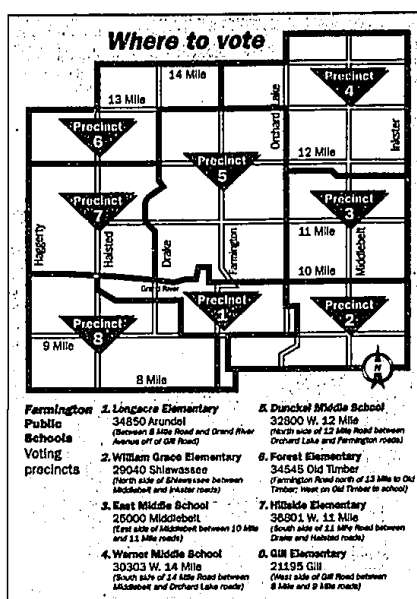 Where to vote
14 Mile
13 Mile
Orchard Lake
Inkster
Precinct
4
Precinct
6
12 Mile
Precinct
5
Precinct
7
Precinct
3
Haggerty
Halsted
Drake
Farmington
11 Mile
Middlebelt
10 Mile
Grand River
Precinct
1
Precinct
2
Precinct
8
9 Mile
8 Mile
N
Farmington
Public
Schools
Voting
precincts
1. Longacre Elementary
34850 Arundel
(Between 8 Mile Road and Grand River
Avenue off of Gill Road)
2. William Grace Elementary
29040 Shiawassee
(North side of Shiawassee between
Middlebelt and Inkster roads)
3. East Middle School
25000 Middlebelt
(East side of Middlebelt between 10 Mile
and 11 Mile roads)
4. Warner Middle School
30303 W. 14 Mile
(South side of 14 Mile Road between
Middlebelt and Orchard Lake roads)
5. Dunckel Middle School
32800 W. 12 Mile
(North side of 12 Mile Road between
Orchard Lake and Farmington roads)
6. Forest Elementary
34545 Old Timber
(Farmington Road north of 13 Mile to Old
Timber; West on Old Timber to school)
7. Hillside Elementary
36801 W. 11 Mile
(South side of 11 Mile Road between
Drake and Halsted roads)
8. Gill Elementary
21195 Gill
(West side of Gill Road between
8 Mile and 9 Mile roads)